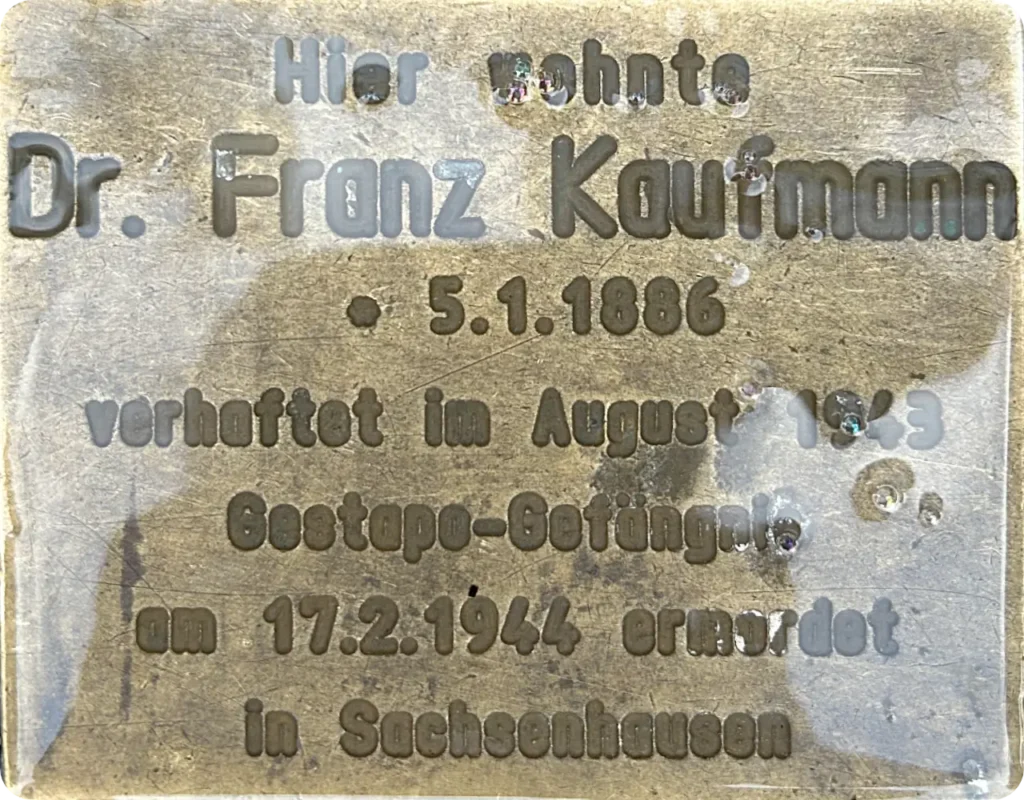 Hier wohnte
Dr. Franz Kaufmann
* 5.1.1886
verhaftet im August 1943
Gestapo-Gefängnis
am 17.2.1944 ermordet
in Sachsenhausen